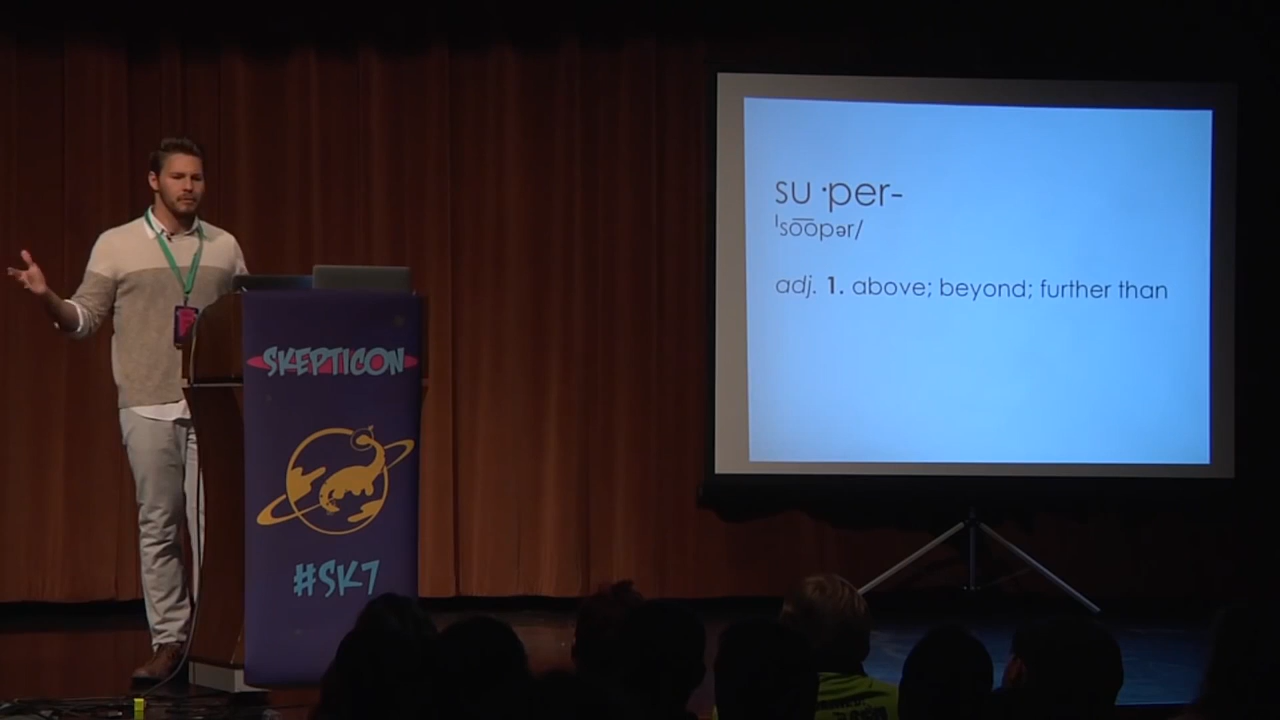 SKEPTICON
#SK7
su·per-
ˈso͞opər/
adj. 1. above; beyond; further than